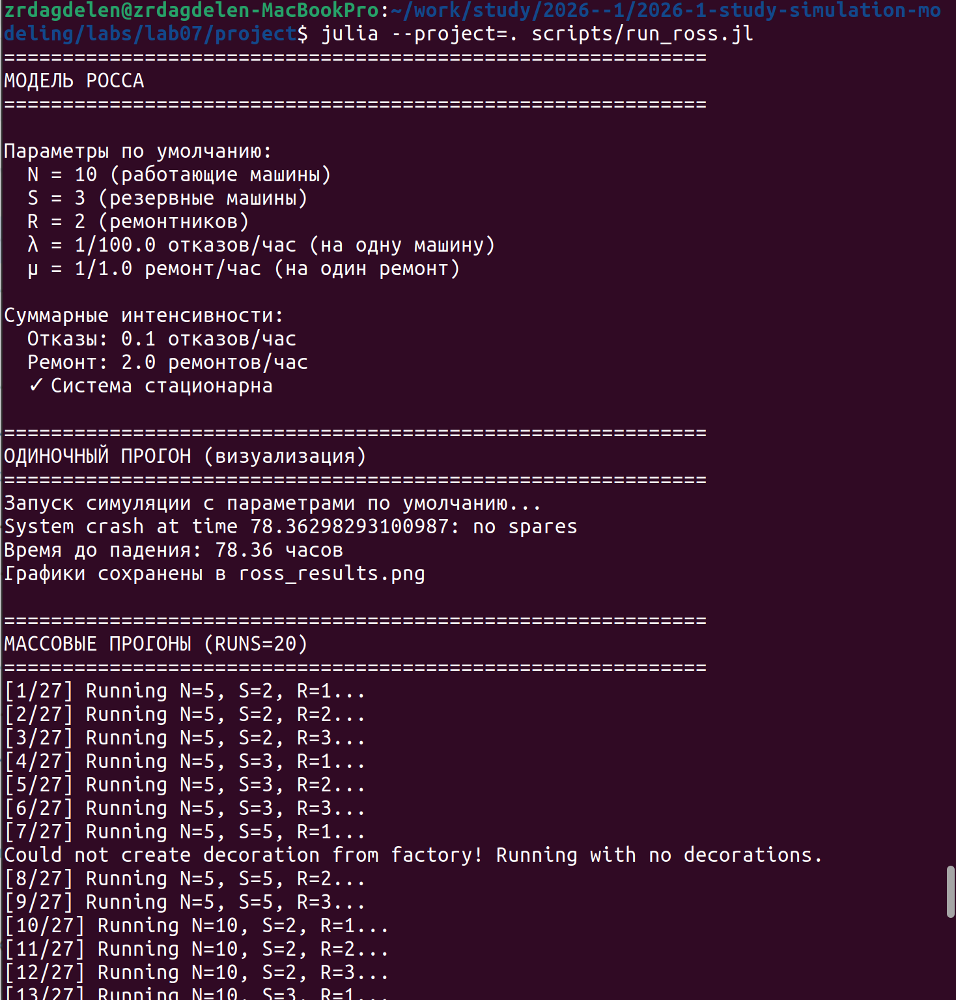 zrdagdelen@zrdagdelen-MacBookPro:~/work/study/2026--1/2026-1-study-simulation-mo
deling/labs/lab07/project$ julia --project=. scripts/run_ross.jl
============================================================
МОДЕЛЬ РОССА
============================================================
Параметры по умолчанию:
N = 10 (работающие машины)
S = 3 (резервные машины)
R = 2 (ремонтников)
λ = 1/100.0 отказов/час (на одну машину)
μ = 1/1.0 ремонт/час (на один ремонт)
Суммарные интенсивности:
Отказы: 0.1 отказов/час
Ремонт: 2.0 ремонтов/час
✓ Система стационарна
============================================================
ОДИНОЧНЫЙ ПРОГОН (визуализация)
============================================================
Запуск симуляции с параметрами по умолчанию...
System crash at time 78.36298293100987: no spares
Время до падения: 78.36 часов
Графики сохранены в ross_results.png
============================================================
МАССОВЫЕ ПРОГОНЫ (RUNS=20)
============================================================
[1/27] Running N=5, S=2, R=1...
[2/27] Running N=5, S=2, R=2...
[3/27] Running N=5, S=2, R=3...
[4/27] Running N=5, S=3, R=1...
[5/27] Running N=5, S=3, R=2...
[6/27] Running N=5, S=3, R=3...
[7/27] Running N=5, S=5, R=1...
Could not create decoration from factory! Running with no decorations.
[8/27] Running N=5, S=5, R=2...
[9/27] Running N=5, S=5, R=3...
[10/27] Running N=10, S=2, R=1...
[11/27] Running N=10, S=2, R=2...
[12/27] Running N=10, S=2, R=3...
[13/27] Running N=10, S=3, R=1...